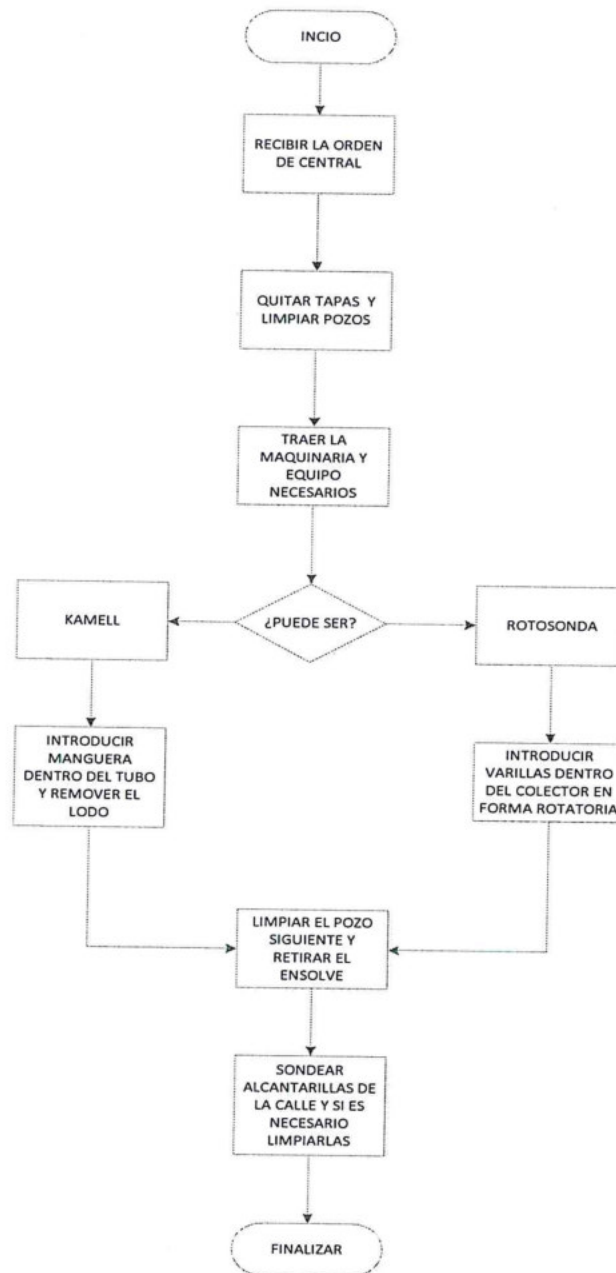 INCIO
RECIBIR LA ORDEN
DE CENTRAL
QUITAR TAPAS Y
LIMPIAR POZOS
TRAER LA
MAQUINARIA Y
EQUIPO
NECESARIOS
¿PUEDE SER?
KAMELL
ROTOSONDA
INTRODUCIR
MANGUERA
DENTRO DEL TUBO
Y REMOVER EL
LODO
INTRODUCIR
VARILLAS DENTRO
DEL COLECTOR EN
FORMA ROTATORIA
LIMPIAR EL POZO
SIGUIENTE Y
RETIRAR EL
ENSOLVE
SONDEAR
ALCANTARILLAS DE
LA CALLE Y SI ES
NECESARIO
LIMPIARLAS
FINALIZAR